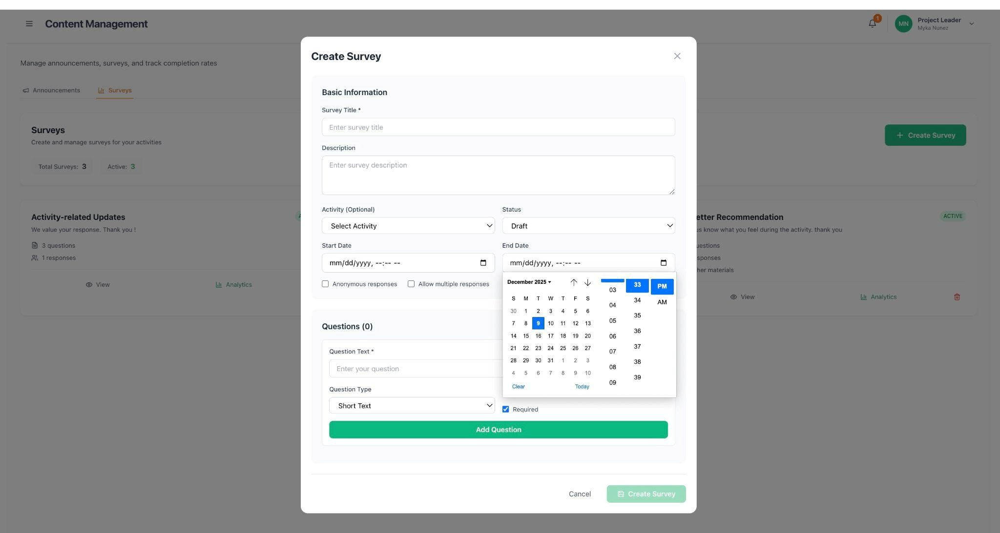 Content Management
1
MN
Project Leader
Myka Nunez
Manage announcements, surveys, and track completion rates
Announcements
Surveys
Surveys
Create and manage surveys for your activities
Total Surveys: 3
Active: 3
Create Survey
Activity-related Updates
We value your response. Thank you !
3 questions
1 responses
View
Analytics
etter Recommendation
ACTIVE
us know what you feel during the activity. thank you
View
Analytics
Create Survey
Basic Information
Survey Title *
Enter survey title
Description
Enter survey description
Activity (Optional)
Status
Select Activity
Draft
Start Date
End Date
mm/dd/yyyy, --:-- --
mm/dd/yyyy, --:-- --
Anonymous responses
Allow multiple responses
December 2025
S M T W T F S
30 1 2 3 4 5 6
7 8 9 10 11 12 13
14 15 16 17 18 19 20
21 22 23 24 25 26 27
28 29 30 31 1 2 3
4 5 6 7 8 9 10
Clear
Today
03
04
05
06
07
08
09
33
34
35
36
37
38
39
PM
AM
Questions (0)
Question Text *
Enter your question
Question Type
Short Text
Required
Add Question
Cancel
Create Survey